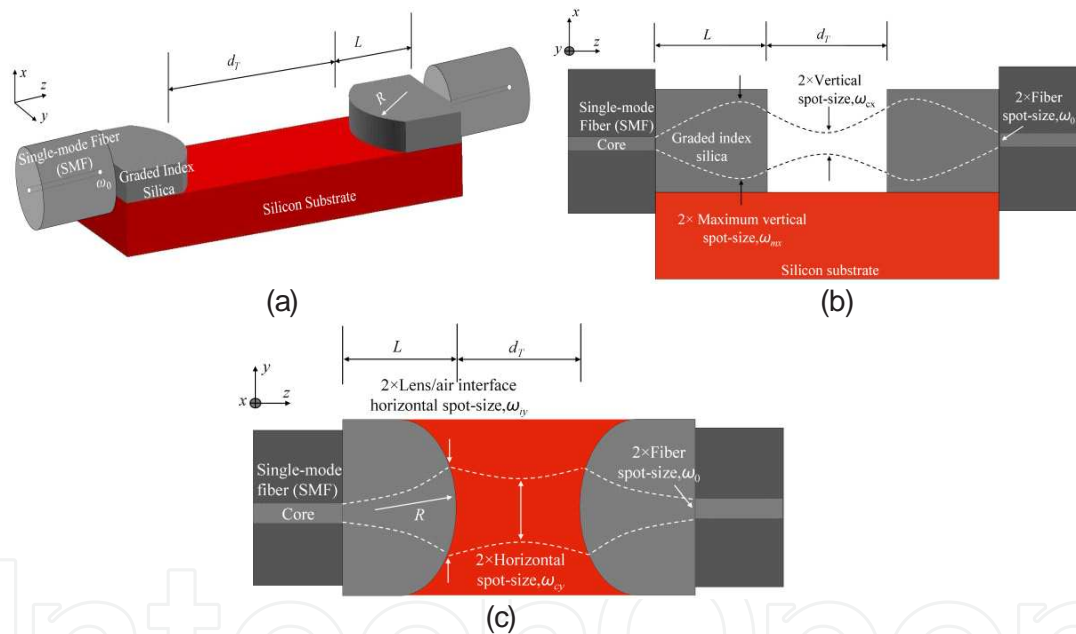 x
z
y
d_T
L
R
Single-mode Fiber
(SMF)
ω₀
Graded Index
Silica
Silicon Substrate
(a)
x
y z
L
d_T
Single-mode
Fiber (SMF)
Core
Graded index
silica
2×Vertical
spot-size,ω_cx
2×Fiber
spot-size,ω₀
2× Maximum vertical
spot-size,ω_mx
Silicon substrate
(b)
y
x z
L
d_T
2×Lens/air interface
horizontal spot-size,ω_iy
Single-mode
fiber (SMF)
Core
R
2×Fiber
spot-size,ω₀
2×Horizontal
spot-size,ω_cy
(c)